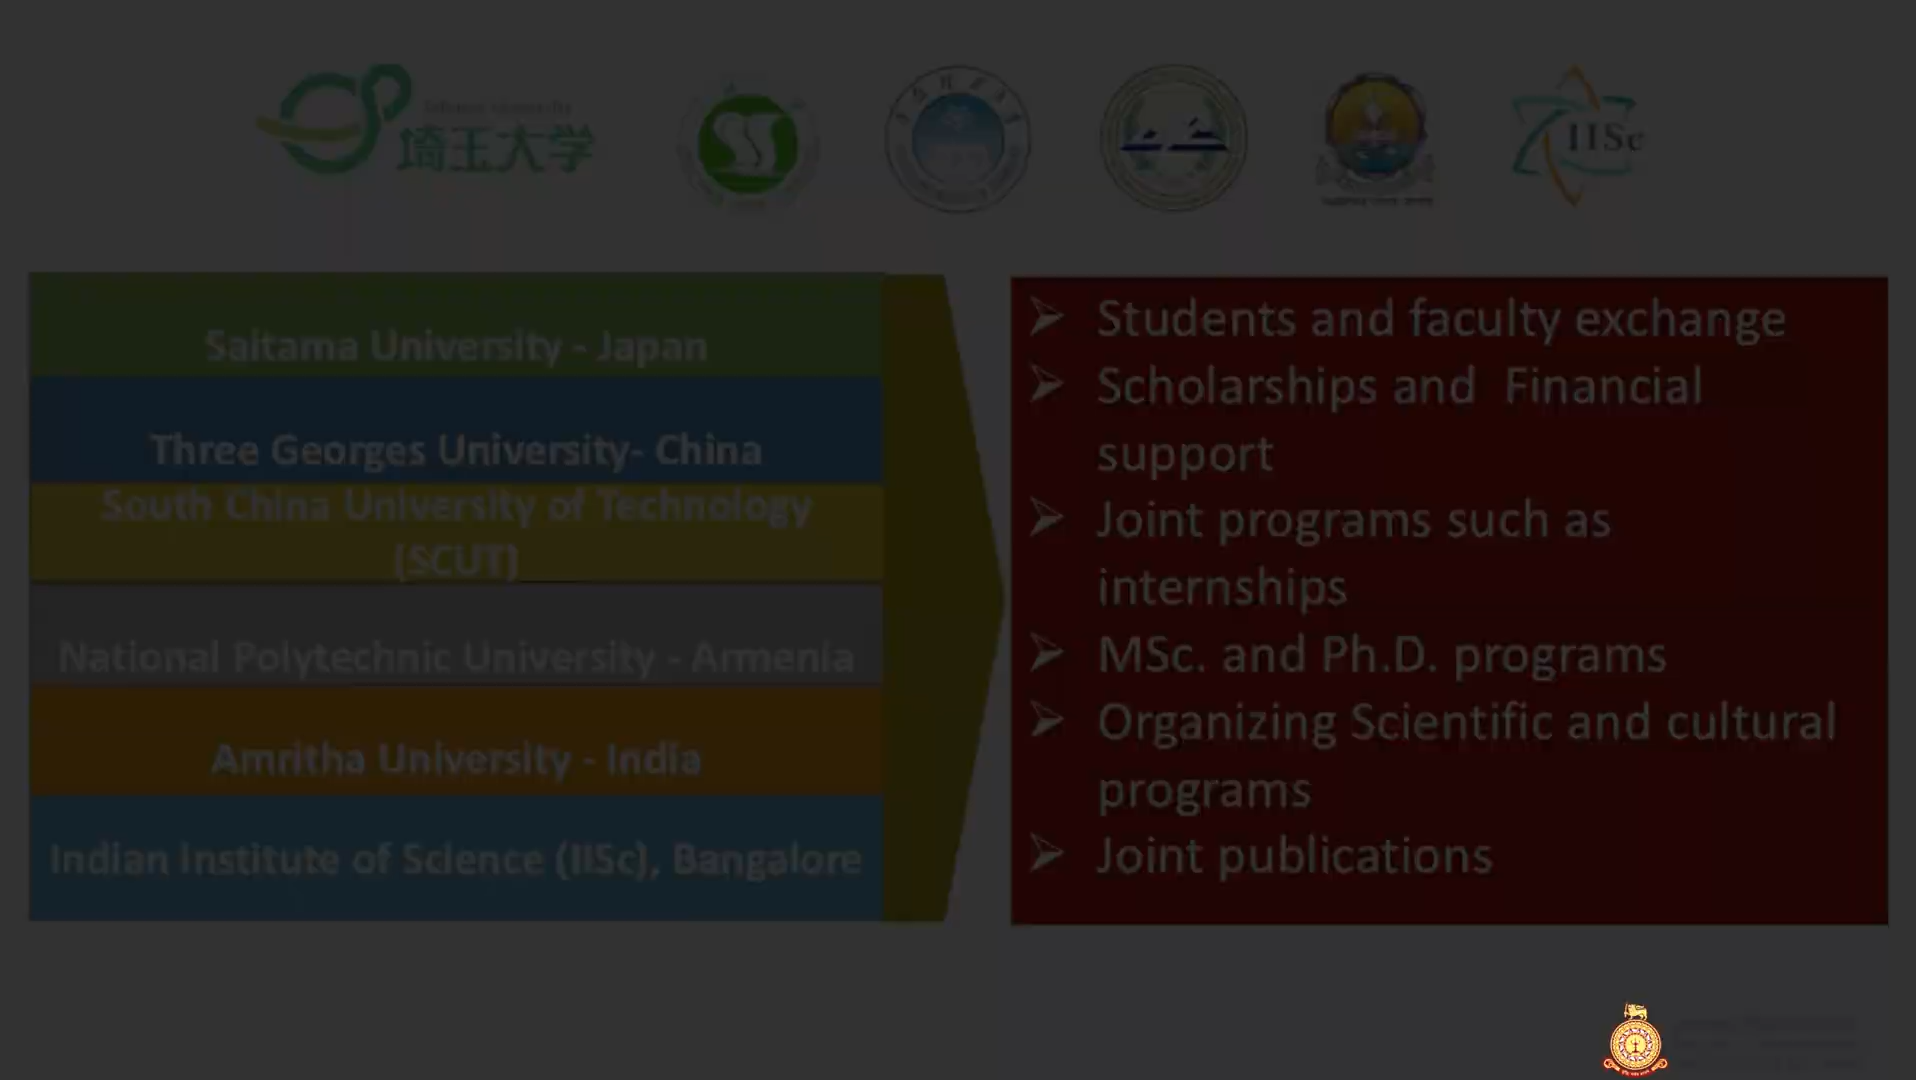 Saitama University
埼玉大学
IISc
Saitama University - Japan
Three Georges University- China
South China University of Technology
(SCUT)
National Polytechnic University - Armenia
Amritha University - India
Indian Institute of Science (IISc), Bangalore
Students and faculty exchange
Scholarships and Financial
support
Joint programs such as
internships
MSc. and Ph.D. programs
Organizing Scientific and cultural
programs
Joint publications